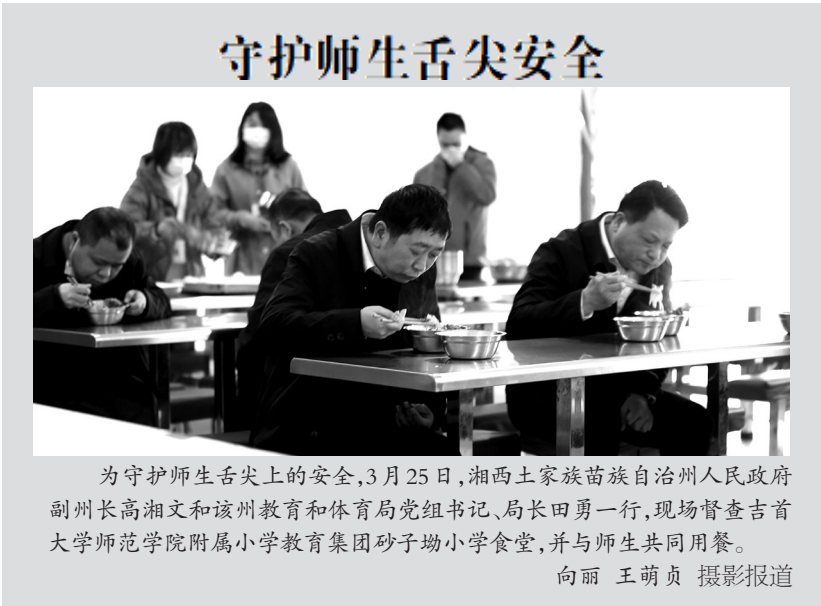 守护师生舌尖安全
为守护师生舌尖上的安全,3月25日,湘西土家族苗族自治州人民政府
副州长高湘文和该州教育和体育局党组书记、局长田勇一行,现场督查吉首
大学师范学院附属小学教育集团砂子坳小学食堂,并与师生共同用餐。
向丽 王萌贞 摄影报道